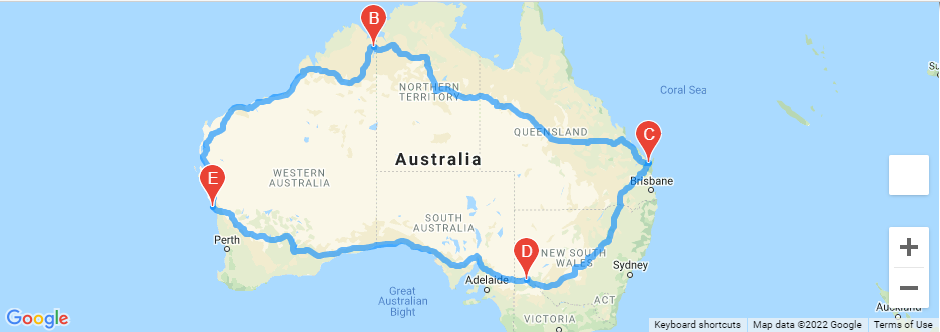 B
Coral Sea
NORTHERN
TERRITORY
QUEENSLAND
C
Australia
WESTERN
AUSTRALIA
E
Brisbane
SOUTH
AUSTRALIA
Perth
D
NEW SOUTH
WALES
Sydney
Adelaide
Great
Australian
Bight
ACT
VICTORIA
Su
Auckland
Google
Keyboard shortcuts
Map data ©2022 Google
Terms of Use